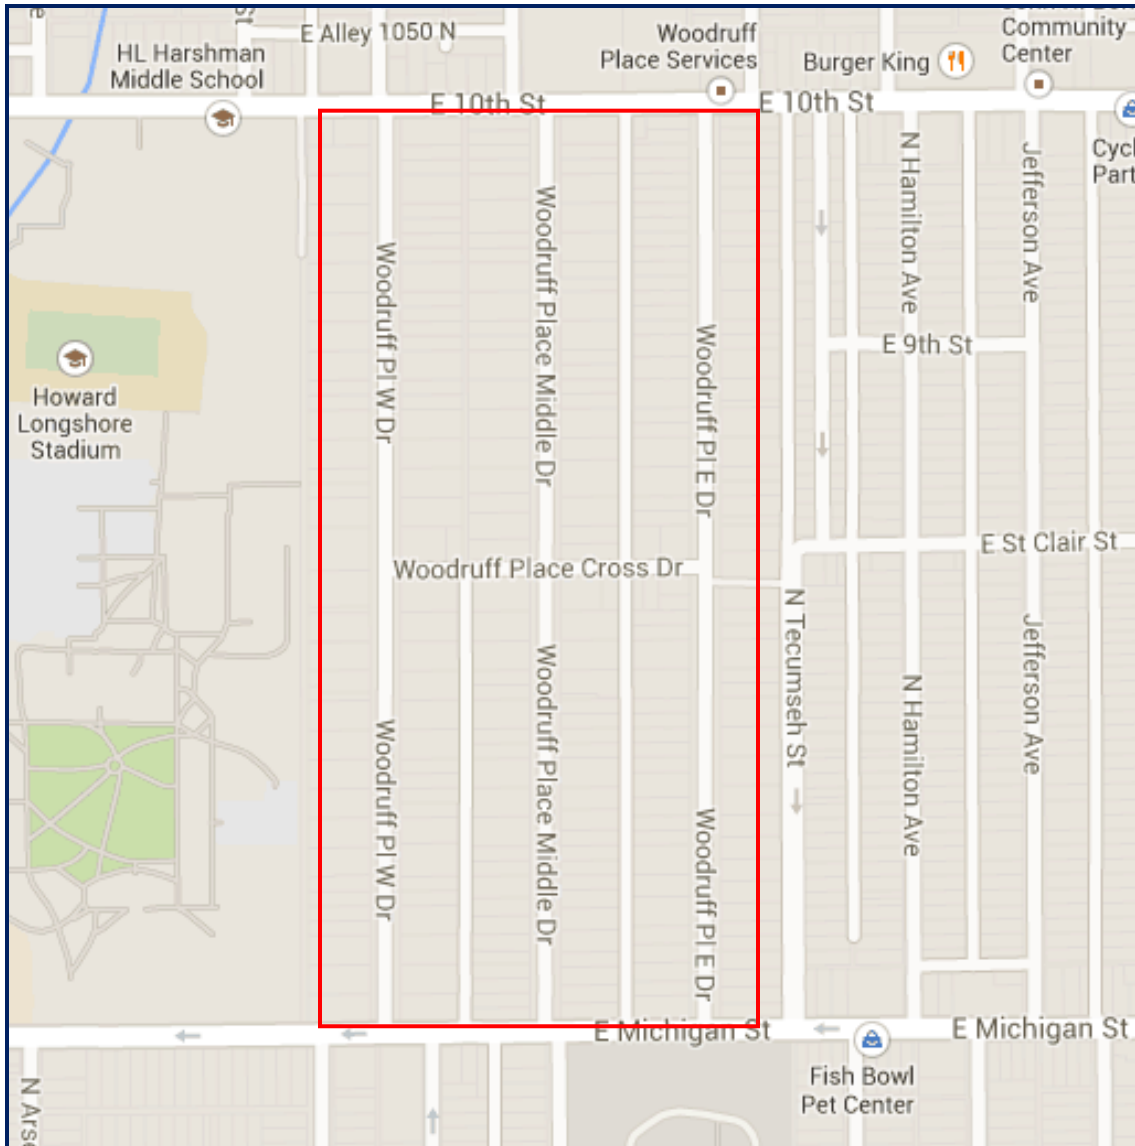 St
E Alley 1050 N
HL Harshman
Middle School
Woodruff
Place Services
Burger King
Community
Center
E 10th St
E 10th St
N Hamilton Ave
Jefferson Ave
Woodruff Place Middle Dr
Woodruff Pl W Dr
Woodruff Pl E Dr
E 9th St
Howard
Longshore
Stadium
E St Clair St
Woodruff Place Cross Dr
N Tecumseh St
Jefferson Ave
Woodruff Place Middle Dr
N Hamilton Ave
Woodruff Pl W Dr
Woodruff Pl E Dr
E Michigan St
E Michigan St
Fish Bowl
Pet Center